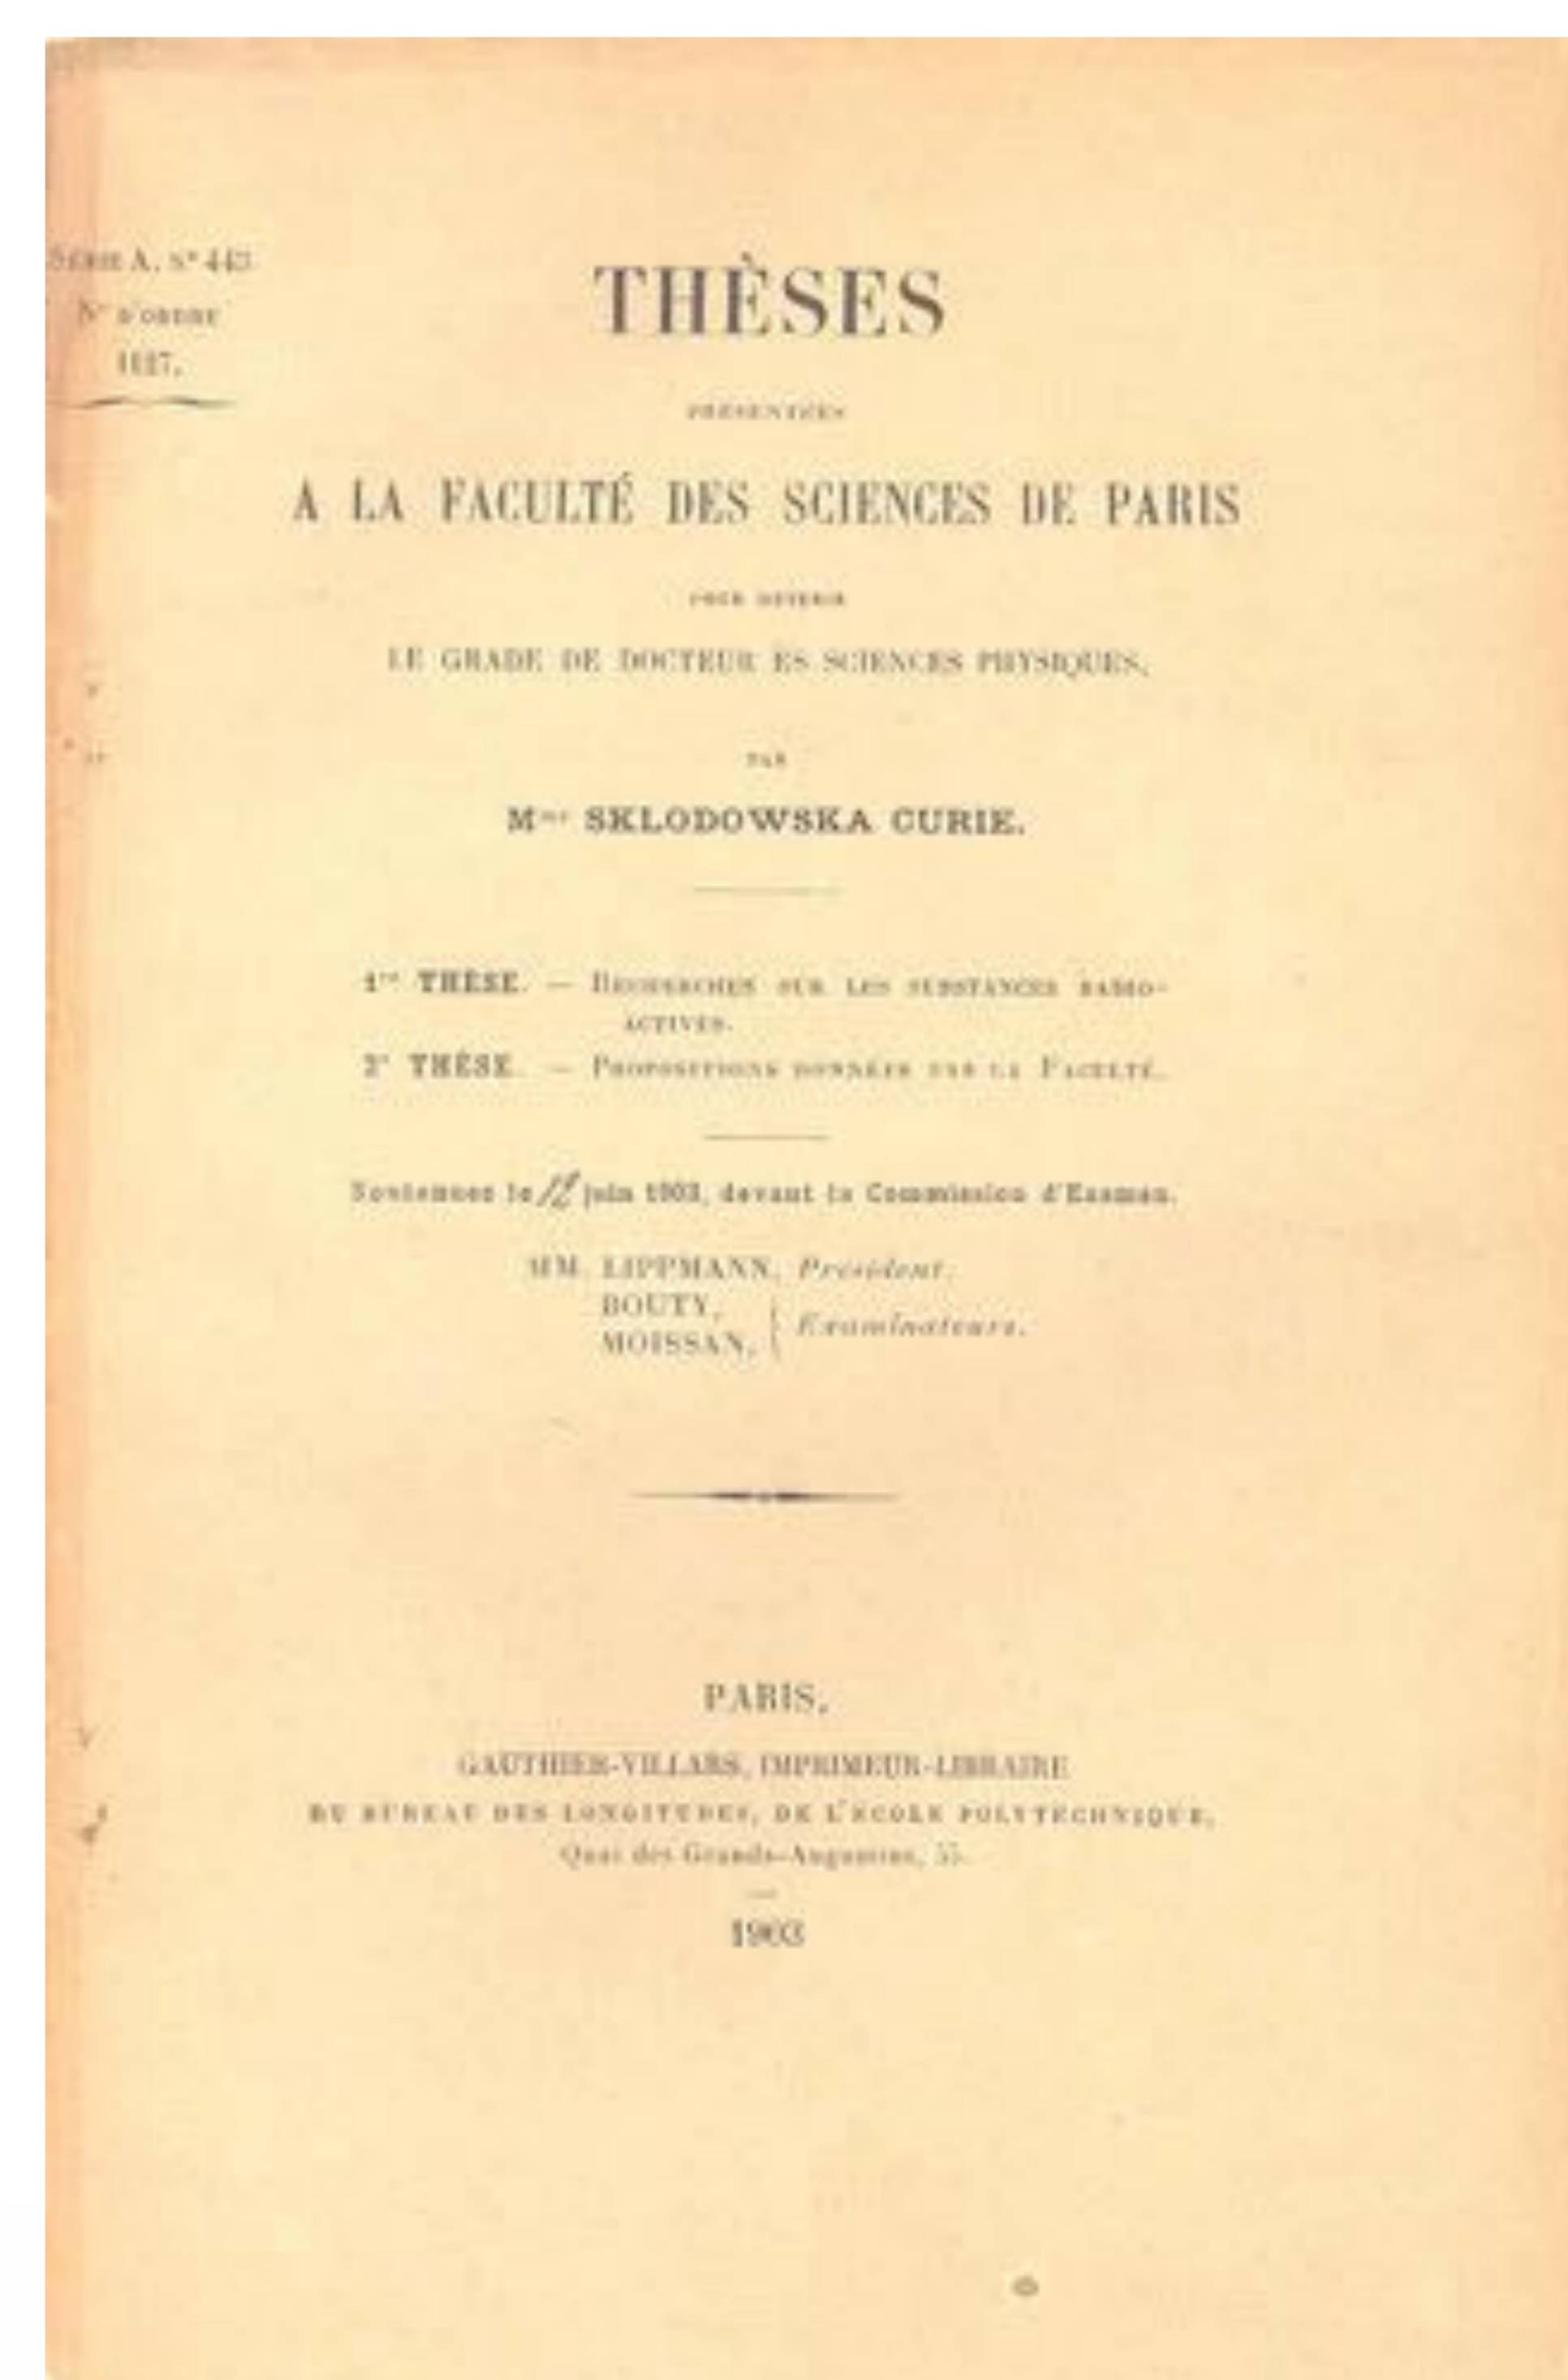 SÉRIE A. N° 443
N° D'ORDRE
1127.
THÈSES
PRÉSENTÉES
A LA FACULTÉ DES SCIENCES DE PARIS
POUR OBTENIR
LE GRADE DE DOCTEUR ES SCIENCES PHYSIQUES,
PAR
Mme SKLODOWSKA CURIE.
1re THÈSE. — RECHERCHES SUR LES SUBSTANCES RADIO-
ACTIVES.
2e THÈSE. — PROPOSITIONS DONNÉES PAR LA FACULTÉ.
Soutenues le 12 juin 1903, devant la Commission d'Examen.
MM. LIPPMANN, Président.
BOUTY,
MOISSAN, } Examinateurs.
PARIS,
GAUTHIER-VILLARS, IMPRIMEUR-LIBRAIRE
DU BUREAU DES LONGITUDES, DE L'ÉCOLE POLYTECHNIQUE,
Quai des Grands-Augustins, 55.
1903